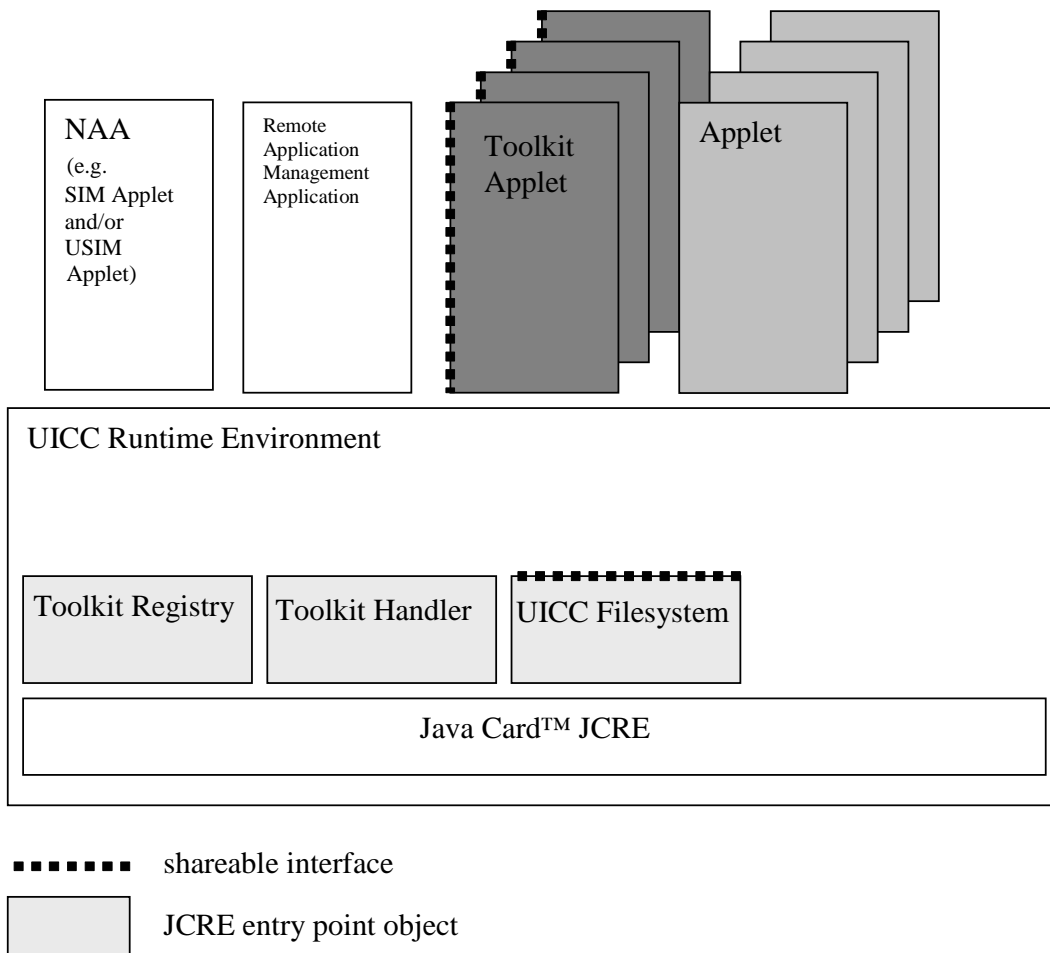 NAA
(e.g.
SIM Applet
and/or
USIM
Applet)
Remote
Application
Management
Application
Toolkit
Applet
Applet
UICC Runtime Environment
Toolkit Registry
Toolkit Handler
UICC Filesystem
Java Card™ JCRE
shareable interface
JCRE entry point object